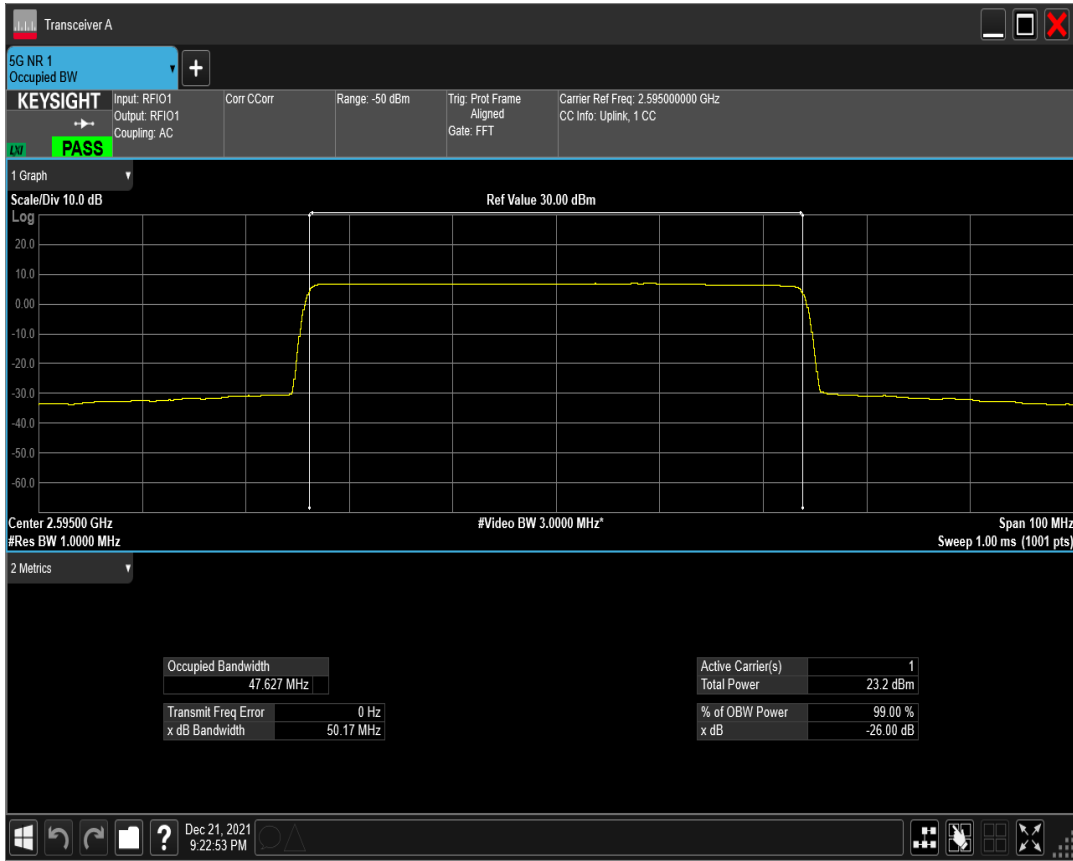 Transceiver A
5G NR 1
Occupied BW
KEYSIGHT
LXI
PASS
Input: RFIO1
Output: RFIO1
Coupling: AC
Corr CCorr
Range: -50 dBm
Trig: Prot Frame
Aligned
Gate: FFT
Carrier Ref Freq: 2.595000000 GHz
CC Info: Uplink, 1 CC
1 Graph
Scale/Div 10.0 dB
Ref Value 30.00 dBm
Log
20.0
10.0
0.00
-10.0
-20.0
-30.0
-40.0
-50.0
-60.0
Center 2.59500 GHz
#Video BW 3.0000 MHz*
Span 100 MHz
#Res BW 1.0000 MHz
Sweep 1.00 ms (1001 pts)
2 Metrics
Occupied Bandwidth
47.627 MHz
Transmit Freq Error 0 Hz
x dB Bandwidth 50.17 MHz
Active Carrier(s) 1
Total Power 23.2 dBm
% of OBW Power 99.00 %
x dB -26.00 dB
Dec 21, 2021
9:22:53 PM